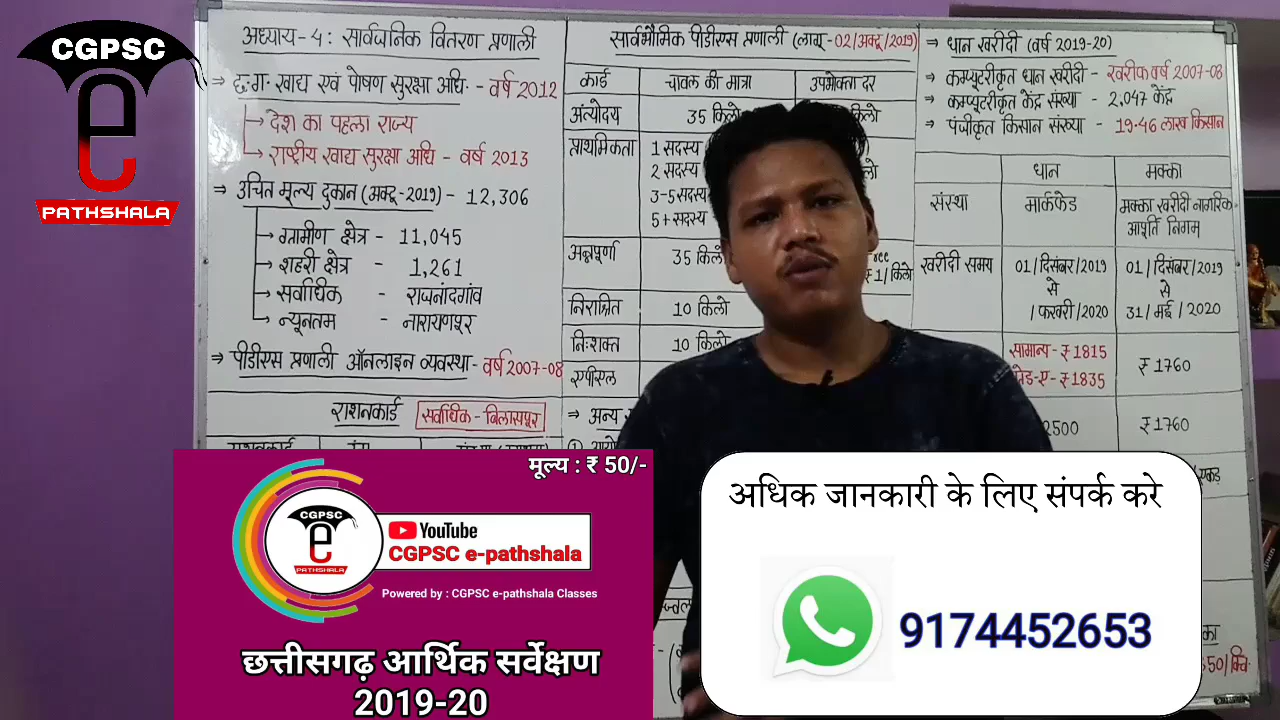 CGPSC
e
PATHSHALA
अध्याय-4: सार्वजनिक वितरण प्रणाली
⇒ छ.ग. खाद्य एवं पोषण सुरक्षा अधि. - वर्ष 2012
→ देश का पहला राज्य
→ राष्ट्रीय खाद्य सुरक्षा अधि - वर्ष 2013
⇒ उचित मूल्य दुकान (अक्टू-2019) - 12,306
→ ग्रामीण क्षेत्र - 11,045
→ शहरी क्षेत्र - 1,261
→ सर्वाधिक - राजनांदगांव
→ न्यूनतम - नारायणपुर
⇒ पीडीएस प्रणाली ऑनलाइन व्यवस्था - वर्ष 2007-08
राशनकार्ड सर्वाधिक - बिलासपुर
सार्वभौमिक पीडीएस प्रणाली (लागू - 02/अक्टू/2019)
कार्ड चावल की मात्रा उपभोक्ता दर
अंत्योदय 35 किलो
प्राथमिकता 1 सदस्य
2 सदस्य
3-5 सदस्य
5+ सदस्य
अन्नपूर्णा 35 किलो
₹ 1/किलो
निराश्रित 10 किलो
निःशक्त 10 किलो
एपीएल
⇒ अन्य
⇒ धान खरीदी (वर्ष 2019-20)
⇒ कम्प्यूटरीकृत धान खरीदी - खरीफ वर्ष 2007-08
⇒ कम्प्यूटरीकृत केंद्र संख्या - 2,047 केंद्र
⇒ पंजीकृत किसान संख्या - 19.46 लाख किसान
धान मक्का
संस्था मार्कफेड मक्का खरीदी नागरिक
आपूर्ति निगम
खरीदी समय 01/दिसंबर/2019 01/दिसंबर/2019
से से
/फरवरी/2020 31/मई/2020
सामान्य - ₹ 1815 ₹ 1760
ग्रेड-ए - ₹ 1835
2500 ₹ 1760
मूल्य : ₹ 50/-
CGPSC
e
PATHSHALA
YouTube
CGPSC e-pathshala
Powered by : CGPSC e-pathshala Classes
छत्तीसगढ़ आर्थिक सर्वेक्षण
2019-20
अधिक जानकारी के लिए संपर्क करे
9174452653